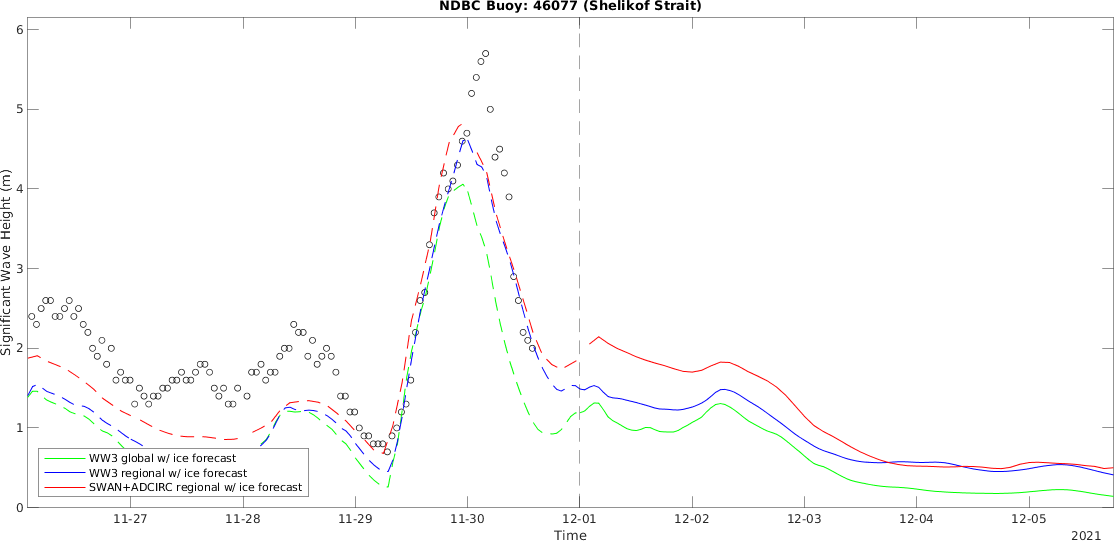 NDBC Buoy: 46077 (Shelikof Strait)
6
5
4
3
2
1
0
Significant Wave Height (m)
WW3 global w/ ice forecast
WW3 regional w/ ice forecast
SWAN+ADCIRC regional w/ ice forecast
11-27
11-28
11-29
11-30
12-01
12-02
12-03
12-04
12-05
Time
2021